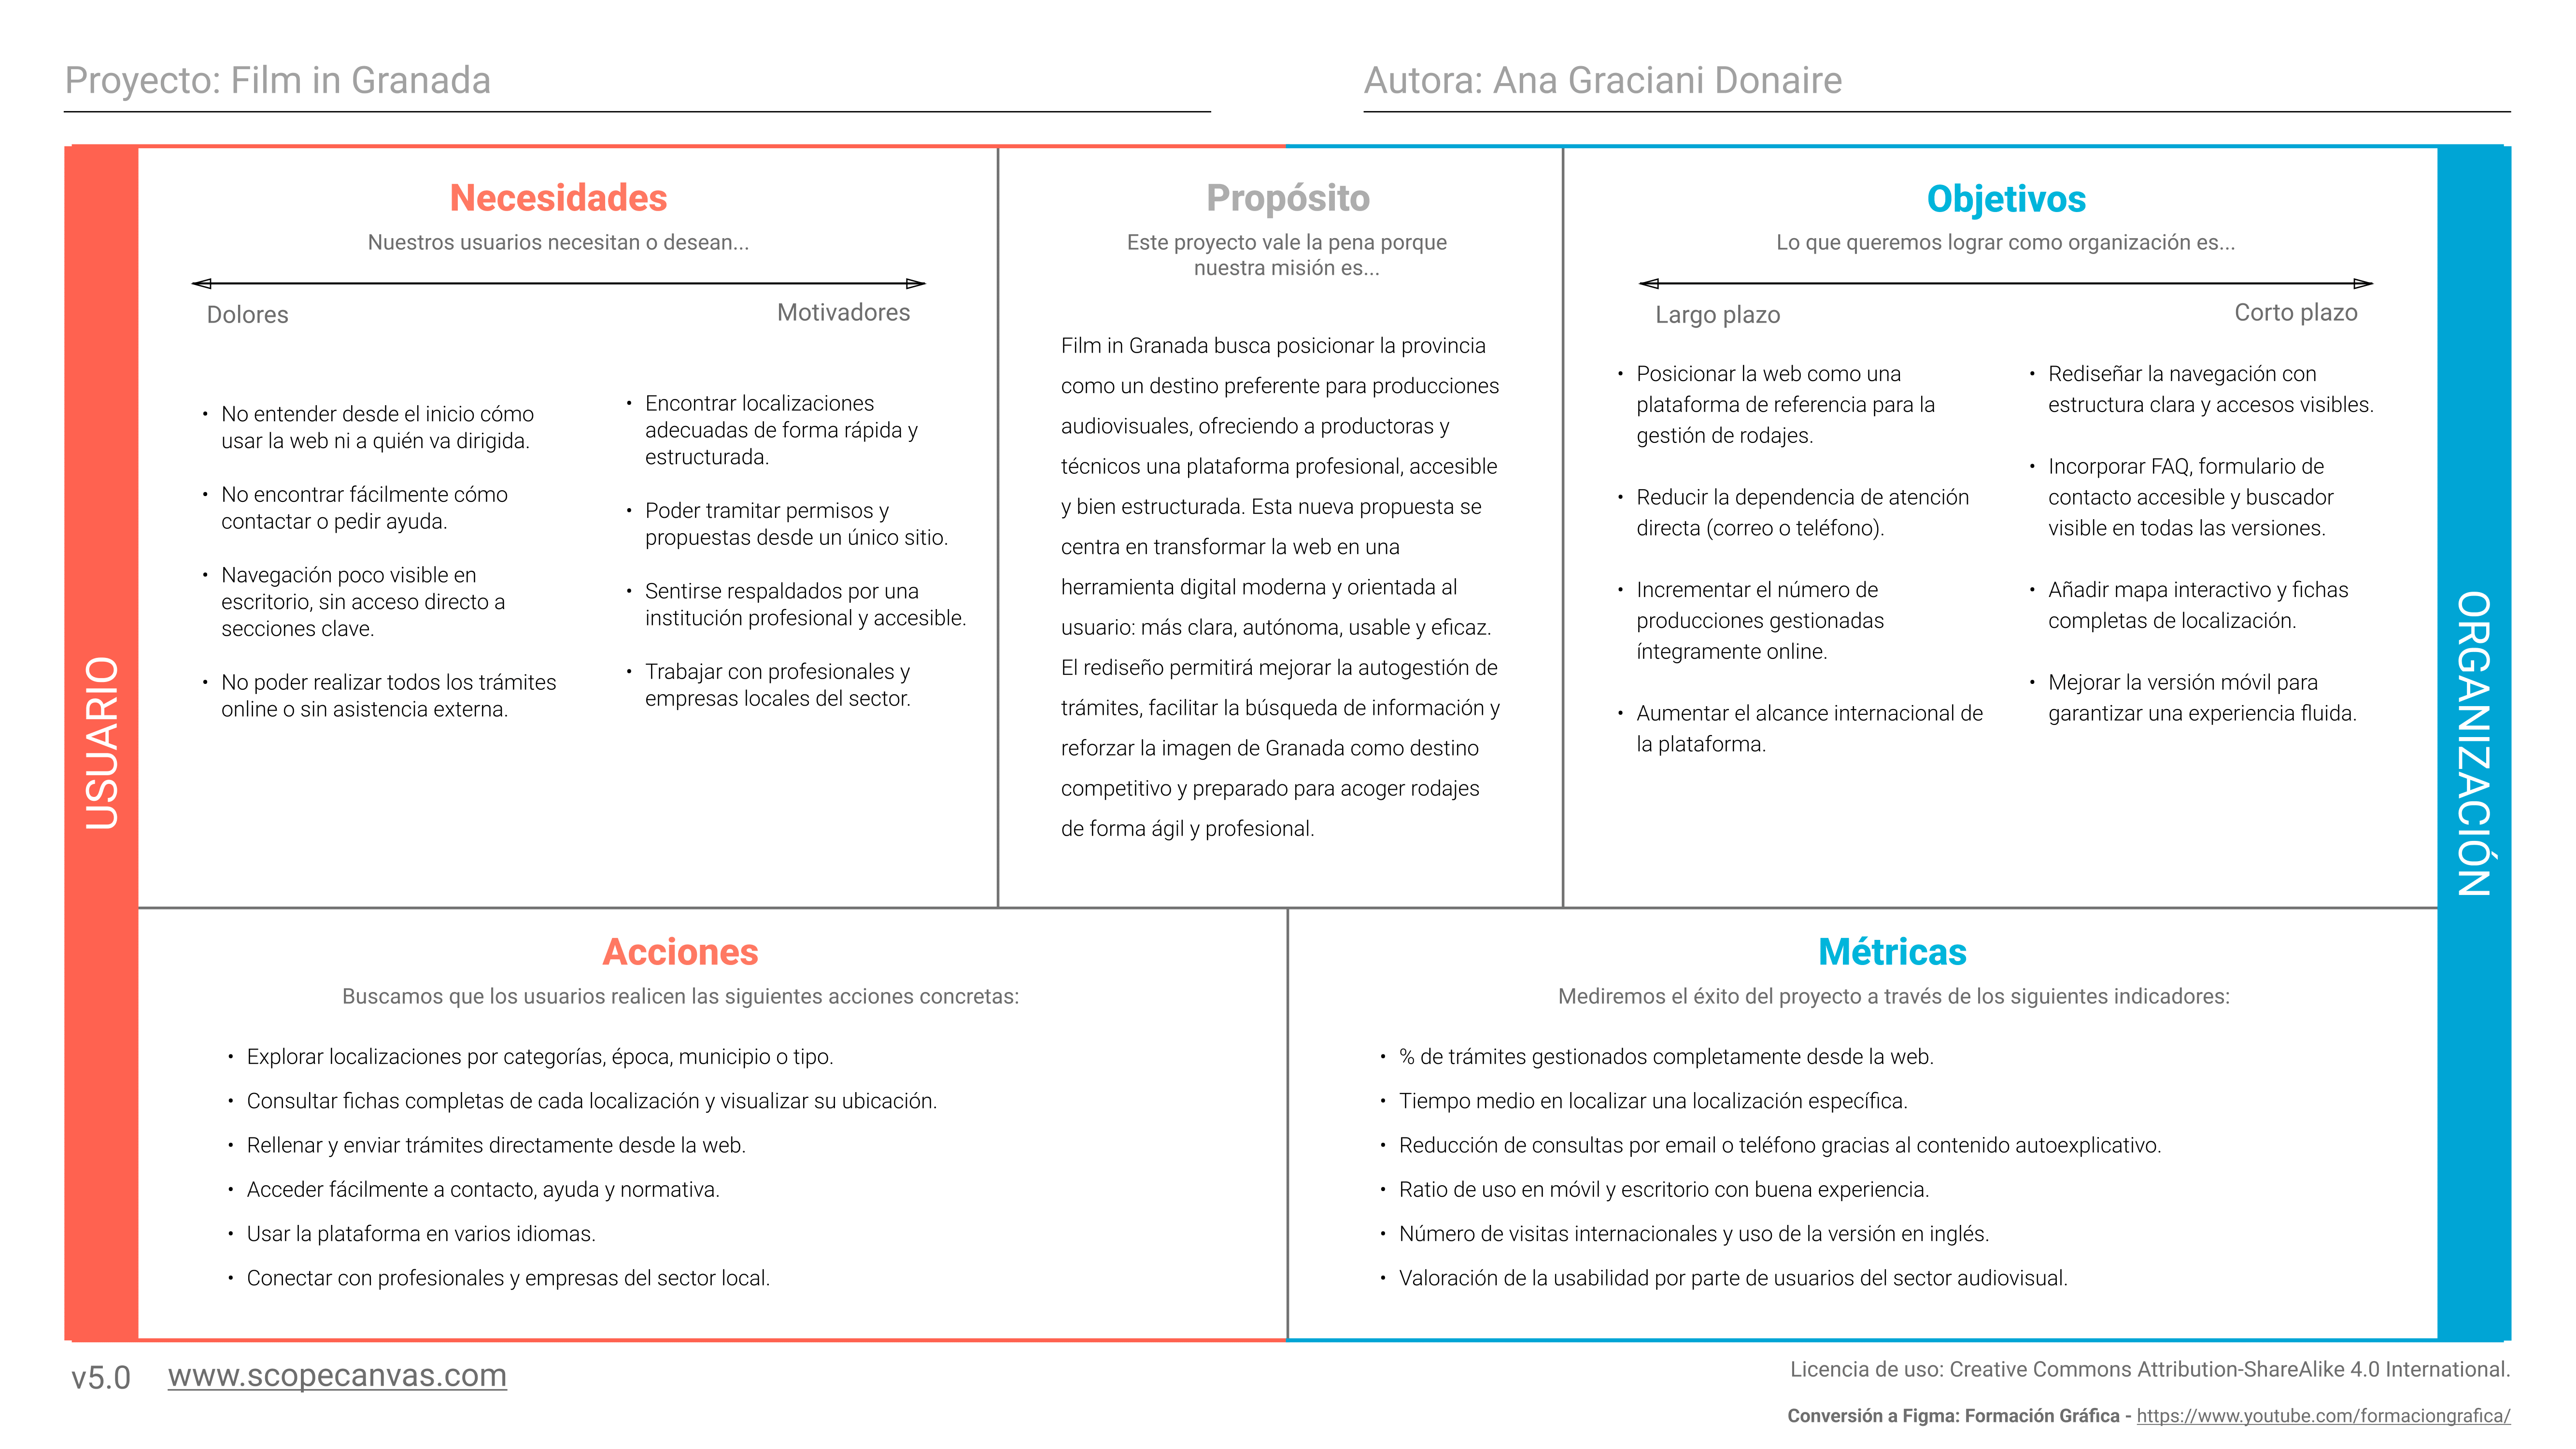 Proyecto: Film in Granada
Autora: Ana Graciani Donaire
USUARIO
Necesidades
Nuestros usuarios necesitan o desean...
Dolores
Motivadores
• No entender desde el inicio cómo
usar la web ni a quién va dirigida.
• No encontrar fácilmente cómo
contactar o pedir ayuda.
• Navegación poco visible en
escritorio, sin acceso directo a
secciones clave.
• No poder realizar todos los trámites
online o sin asistencia externa.
• Encontrar localizaciones
adecuadas de forma rápida y
estructurada.
• Poder tramitar permisos y
propuestas desde un único sitio.
• Sentirse respaldados por una
institución profesional y accesible.
• Trabajar con profesionales y
empresas locales del sector.
Propósito
Este proyecto vale la pena porque
nuestra misión es...
Film in Granada busca posicionar la provincia
como un destino preferente para producciones
audiovisuales, ofreciendo a productoras y
técnicos una plataforma profesional, accesible
y bien estructurada. Esta nueva propuesta se
centra en transformar la web en una
herramienta digital moderna y orientada al
usuario: más clara, autónoma, usable y eficaz.
El rediseño permitirá mejorar la autogestión de
trámites, facilitar la búsqueda de información y
reforzar la imagen de Granada como destino
competitivo y preparado para acoger rodajes
de forma ágil y profesional.
Objetivos
Lo que queremos lograr como organización es...
Largo plazo
Corto plazo
• Posicionar la web como una
plataforma de referencia para la
gestión de rodajes.
• Reducir la dependencia de atención
directa (correo o teléfono).
• Incrementar el número de
producciones gestionadas
íntegramente online.
• Aumentar el alcance internacional de
la plataforma.
• Rediseñar la navegación con
estructura clara y accesos visibles.
• Incorporar FAQ, formulario de
contacto accesible y buscador
visible en todas las versiones.
• Añadir mapa interactivo y fichas
completas de localización.
• Mejorar la versión móvil para
garantizar una experiencia fluida.
ORGANIZACIÓN
Acciones
Buscamos que los usuarios realicen las siguientes acciones concretas:
• Explorar localizaciones por categorías, época, municipio o tipo.
• Consultar fichas completas de cada localización y visualizar su ubicación.
• Rellenar y enviar trámites directamente desde la web.
• Acceder fácilmente a contacto, ayuda y normativa.
• Usar la plataforma en varios idiomas.
• Conectar con profesionales y empresas del sector local.
Métricas
Mediremos el éxito del proyecto a través de los siguientes indicadores:
• % de trámites gestionados completamente desde la web.
• Tiempo medio en localizar una localización específica.
• Reducción de consultas por email o teléfono gracias al contenido autoexplicativo.
• Ratio de uso en móvil y escritorio con buena experiencia.
• Número de visitas internacionales y uso de la versión en inglés.
• Valoración de la usabilidad por parte de usuarios del sector audiovisual.
v5.0 www.scopecanvas.com
Licencia de uso: Creative Commons Attribution-ShareAlike 4.0 International.
Conversión a Figma: Formación Gráfica - https://www.youtube.com/formaciongrafica/